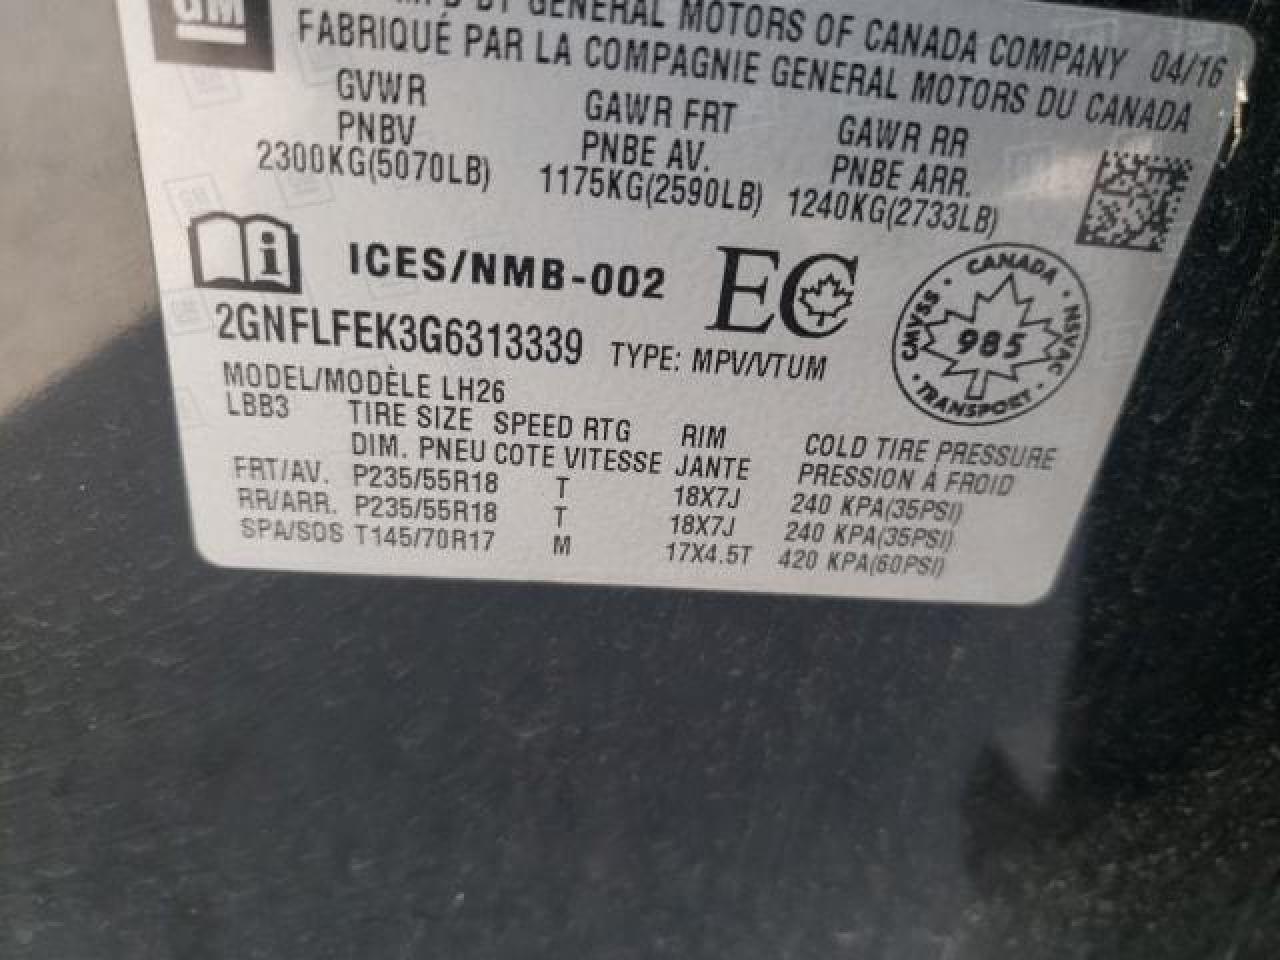 GM
MF'D BY GENERAL MOTORS OF CANADA COMPANY 04/16
FABRIQUÉ PAR LA COMPAGNIE GENERAL MOTORS DU CANADA
GVWR GAWR FRT GAWR RR
PNBV PNBE AV. PNBE ARR.
2300KG(5070LB) 1175KG(2590LB) 1240KG(2733LB)
i ICES/NMB-002 EC
CANADA
CMVSS 985 NSVAC
TRANSPORT
2GNFLFEK3G6313339 TYPE: MPV/VTUM
MODEL/MODÈLE LH26
LBB3 TIRE SIZE SPEED RTG RIM COLD TIRE PRESSURE
DIM. PNEU COTE VITESSE JANTE PRESSION À FROID
FRT/AV. P235/55R18 T 18X7J 240 KPA(35PSI)
RR/ARR. P235/55R18 T 18X7J 240 KPA(35PSI)
SPA/SDS T145/70R17 M 17X4.5T 420 KPA(60PSI)